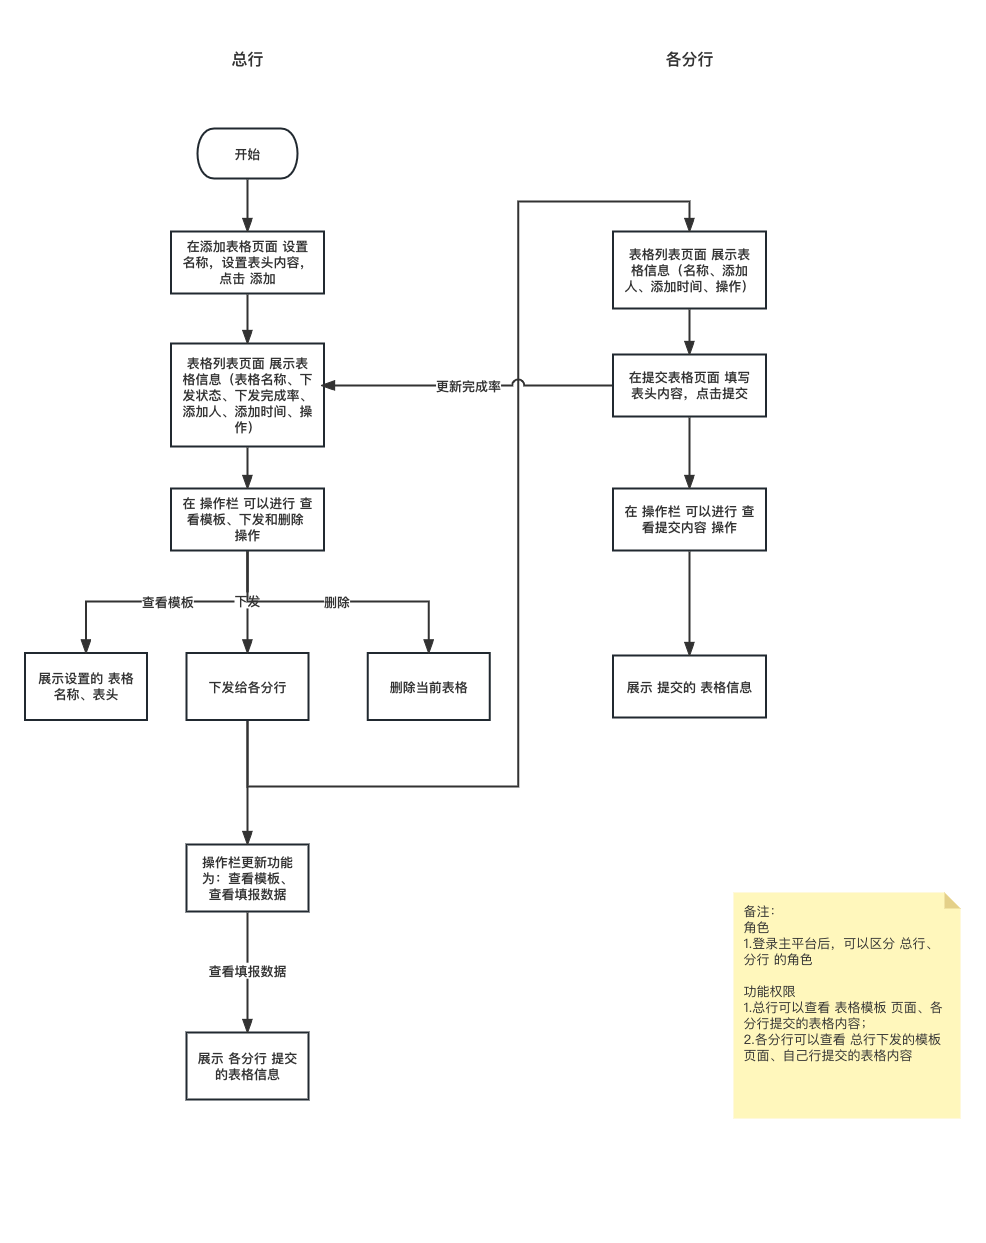 总行
各分行
开始
在添加表格页面 设置
名称，设置表头内容，
点击 添加
表格列表页面 展示表
格信息（表格名称、下
发状态、下发完成率、
添加人、添加时间、操
作）
在 操作栏 可以进行 查
看模板、下发和删除
操作
查看模板
下发
删除
展示设置的 表格
名称、表头
下发给各分行
删除当前表格
操作栏更新功能
为：查看模板、
查看填报数据
查看填报数据
展示 各分行 提交
的表格信息
更新完成率
表格列表页面 展示表
格信息（名称、添加
人、添加时间、操作）
在提交表格页面 填写
表头内容，点击提交
在 操作栏 可以进行 查
看提交内容 操作
展示 提交的 表格信息
备注：
角色
1.登录主平台后，可以区分 总行、
分行 的角色
功能权限
1.总行可以查看 表格模板 页面、各
分行提交的表格内容；
2.各分行可以查看 总行下发的模板
页面、自己行提交的表格内容